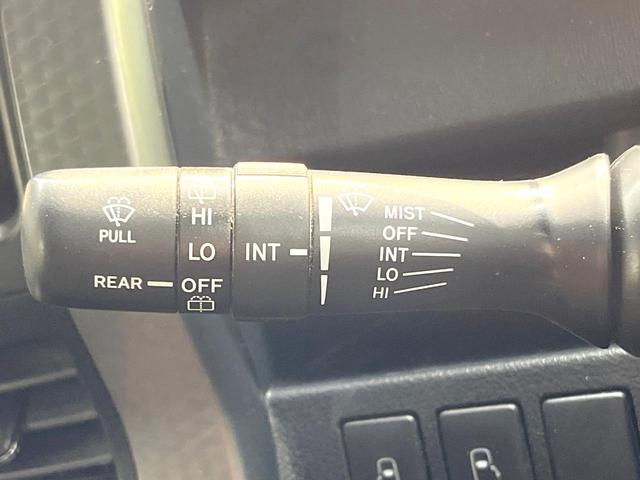 PULL
REAR
HI
LO
OFF
INT
MIST
OFF
INT
LO
HI